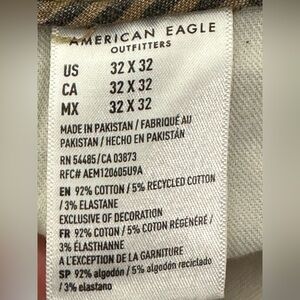 AMERICAN EAGLE
OUTFITTERS
US 32 X 32
CA 32 X 32
MX 32 X 32
MADE IN PAKISTAN / FABRIQUÉ AU
PAKISTAN / HECHO EN PAKISTÁN
RN 54485/CA 03873
RFC# AEM120605U9A
EN 92% COTTON / 5% RECYCLED COTTON
/ 3% ELASTANE
EXCLUSIVE OF DECORATION
FR 92% COTON / 5% COTON RÉGÉNÉRÉ /
3% ÉLASTHANNE
A L'EXCEPTION DE LA GARNITURE
SP 92% algodón / 5% algodón reciclado
/ 3% elastano